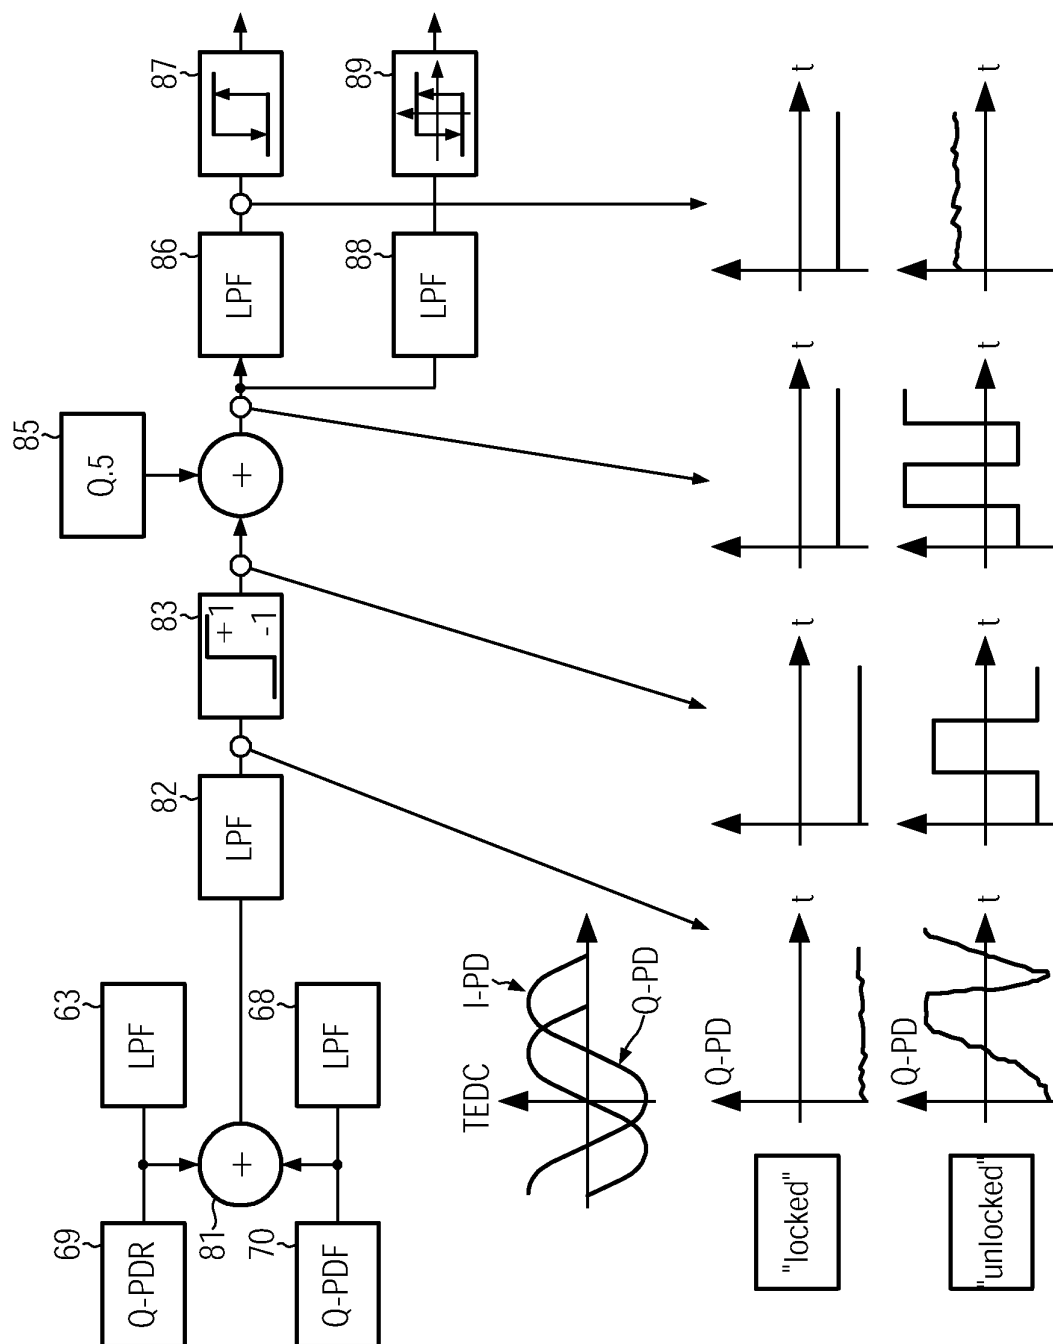 85
69
63
Q.5
Q-PDR
LPF
82
83
86
87
81
+
LPF
+1
-1
+
LPF
70
68
88
89
Q-PDF
LPF
LPF
TEDC
I-PD
Q-PD
Q-PD
t
t
t
t
"locked"
Q-PD
t
t
t
t
"unlocked"